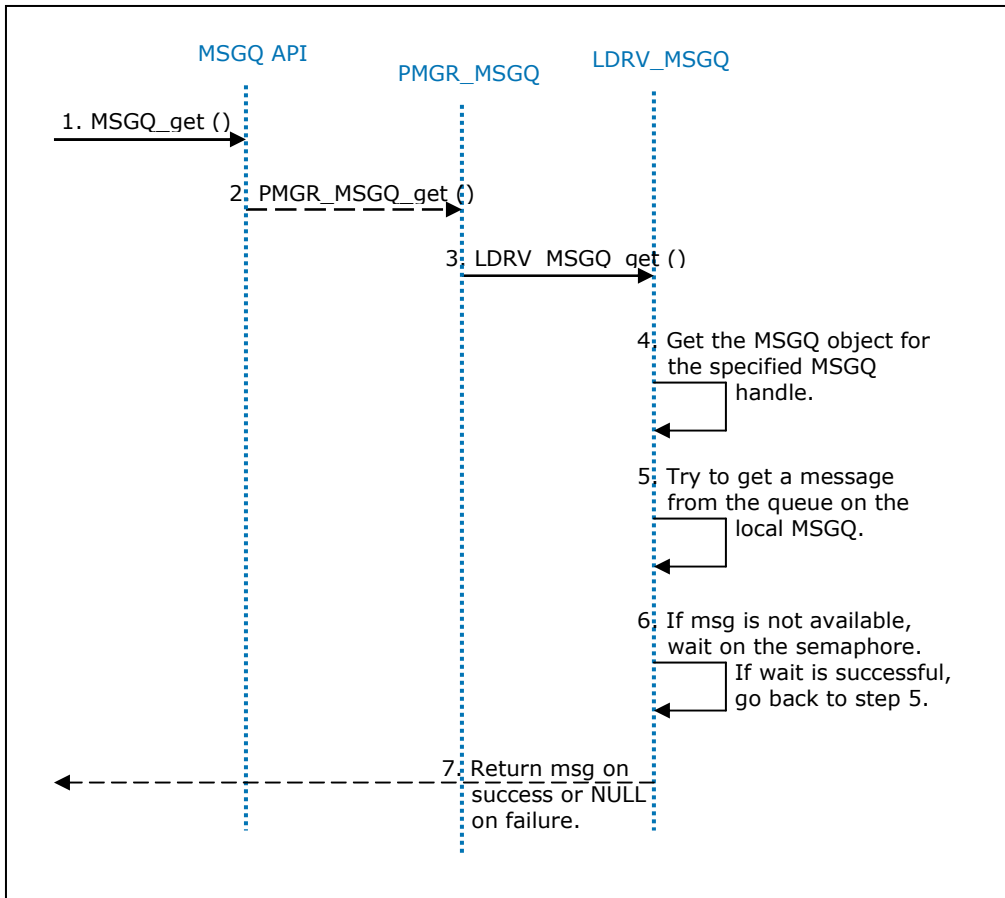 MSGQ API
PMGR_MSGQ
LDRV_MSGQ
1. MSGQ_get ()
2. PMGR_MSGQ_get ()
3. LDRV_MSGQ_get ()
4. Get the MSGQ object for
the specified MSGQ
handle.
5. Try to get a message
from the queue on the
local MSGQ.
6. If msg is not available,
wait on the semaphore.
If wait is successful,
go back to step 5.
7. Return msg on
success or NULL
on failure.